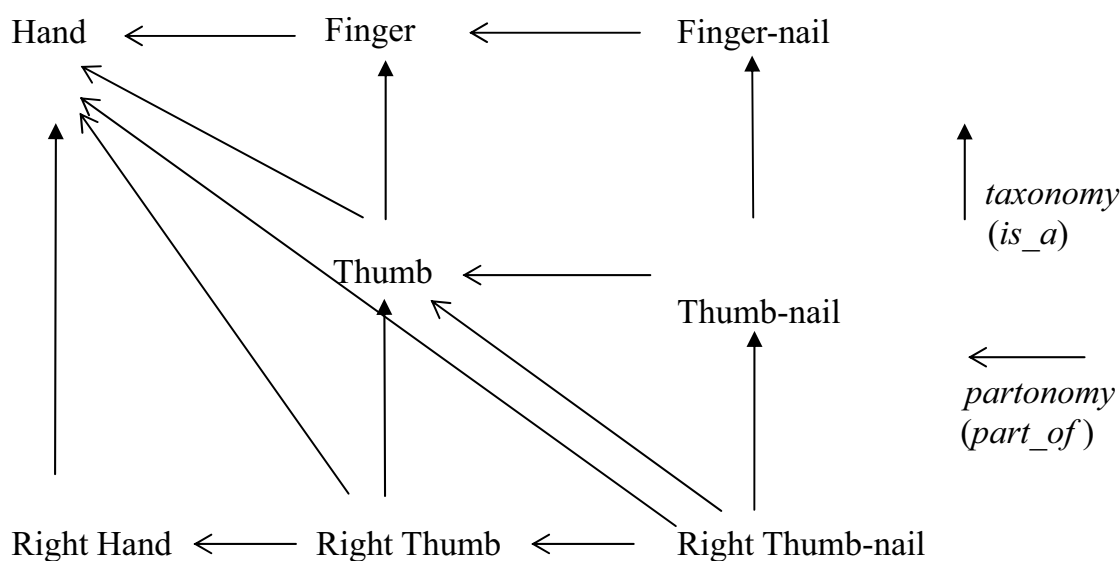 Hand
Finger
Finger-nail
taxonomy
(is_a)
Thumb
Thumb-nail
partonomy
(part_of )
Right Hand
Right Thumb
Right Thumb-nail